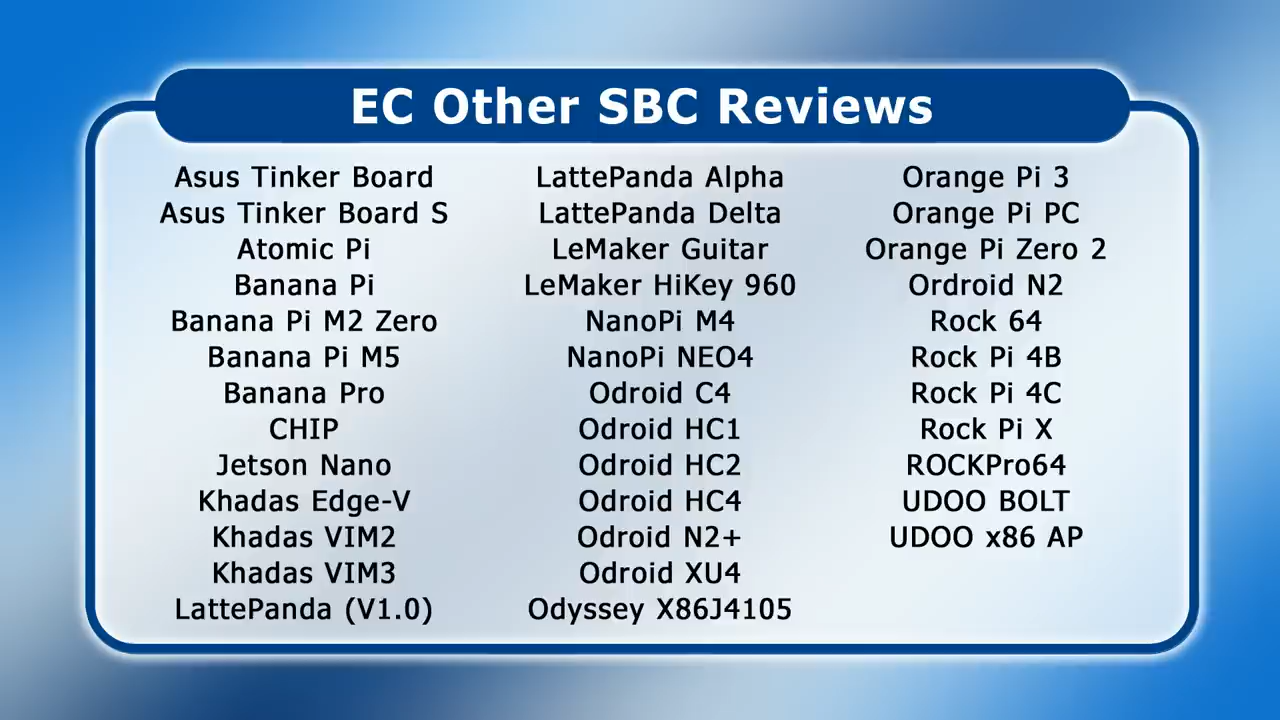 EC Other SBC Reviews
Asus Tinker Board
Asus Tinker Board S
Atomic Pi
Banana Pi
Banana Pi M2 Zero
Banana Pi M5
Banana Pro
CHIP
Jetson Nano
Khadas Edge-V
Khadas VIM2
Khadas VIM3
LattePanda (V1.0)
LattePanda Alpha
LattePanda Delta
LeMaker Guitar
LeMaker HiKey 960
NanoPi M4
NanoPi NEO4
Odroid C4
Odroid HC1
Odroid HC2
Odroid HC4
Odroid N2+
Odroid XU4
Odyssey X86J4105
Orange Pi 3
Orange Pi PC
Orange Pi Zero 2
Ordroid N2
Rock 64
Rock Pi 4B
Rock Pi 4C
Rock Pi X
ROCKPro64
UDOO BOLT
UDOO x86 AP